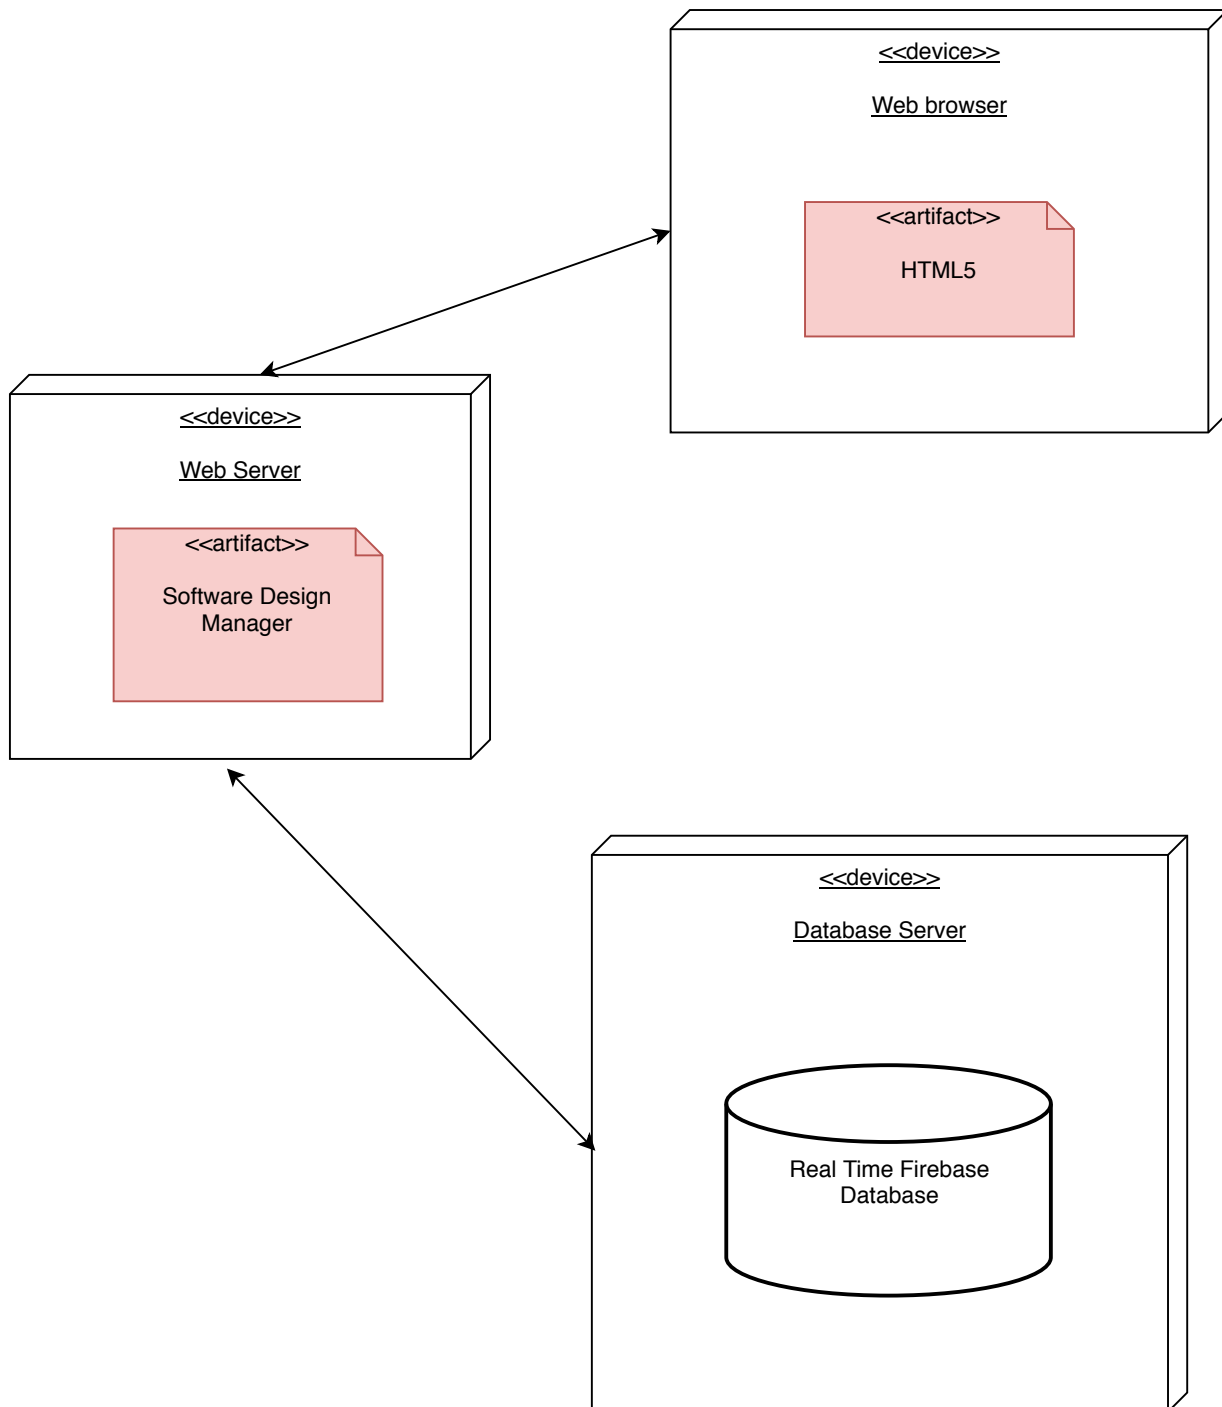 <<device>>
Web browser
<<artifact>>
HTML5
<<device>>
Web Server
<<artifact>>
Software Design
Manager
<<device>>
Database Server
Real Time Firebase
Database